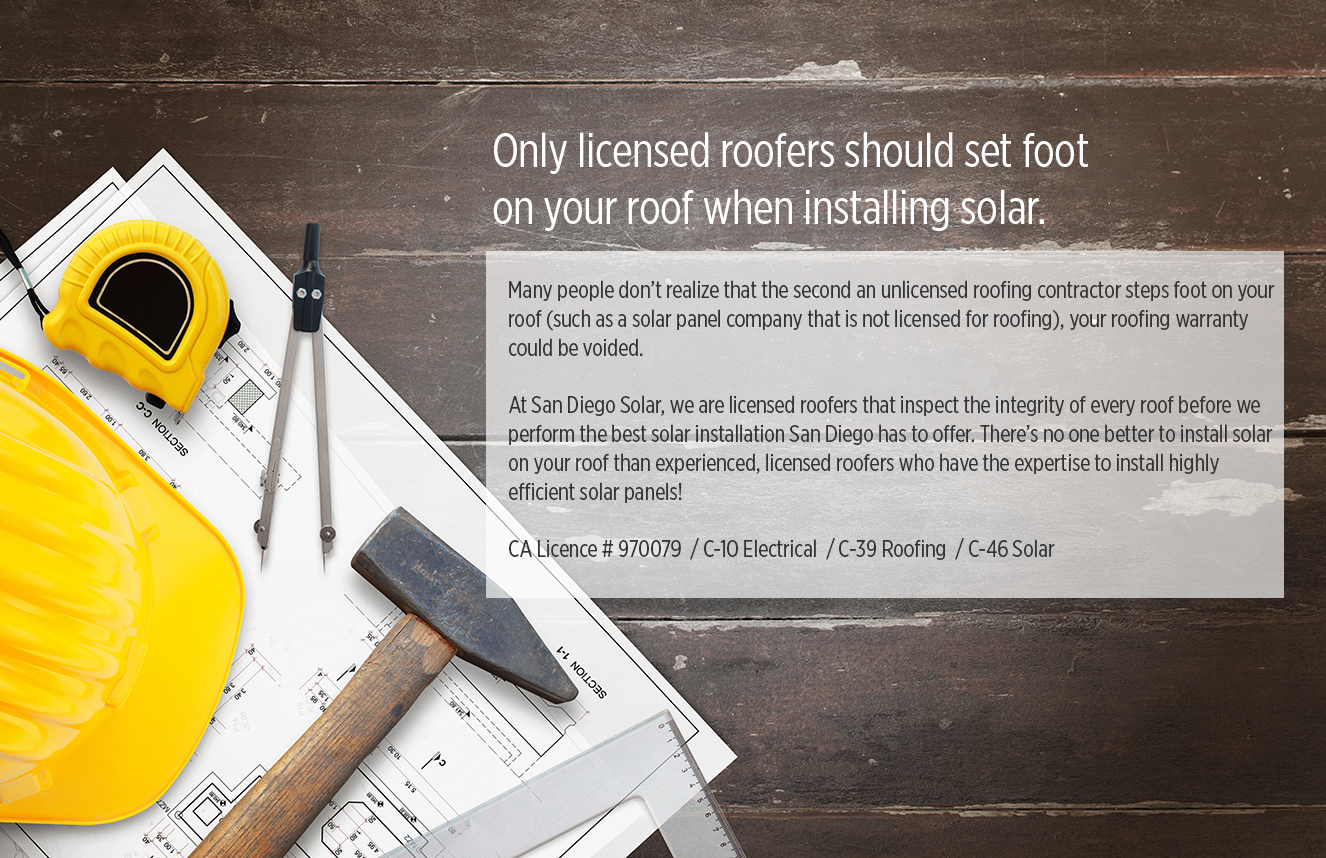 Only licensed roofers should set foot
on your roof when installing solar.
Many people don't realize that the second an unlicensed roofing contractor steps foot on your
roof (such as a solar panel company that is not licensed for roofing), your roofing warranty
could be voided.
At San Diego Solar, we are licensed roofers that inspect the integrity of every roof before we
perform the best solar installation San Diego has to offer. There's no one better to install solar
on your roof than experienced, licensed roofers who have the expertise to install highly
efficient solar panels!
CA Licence # 970079 / C-10 Electrical / C-39 Roofing / C-46 Solar
SECTION C-C
SECTION 1-1